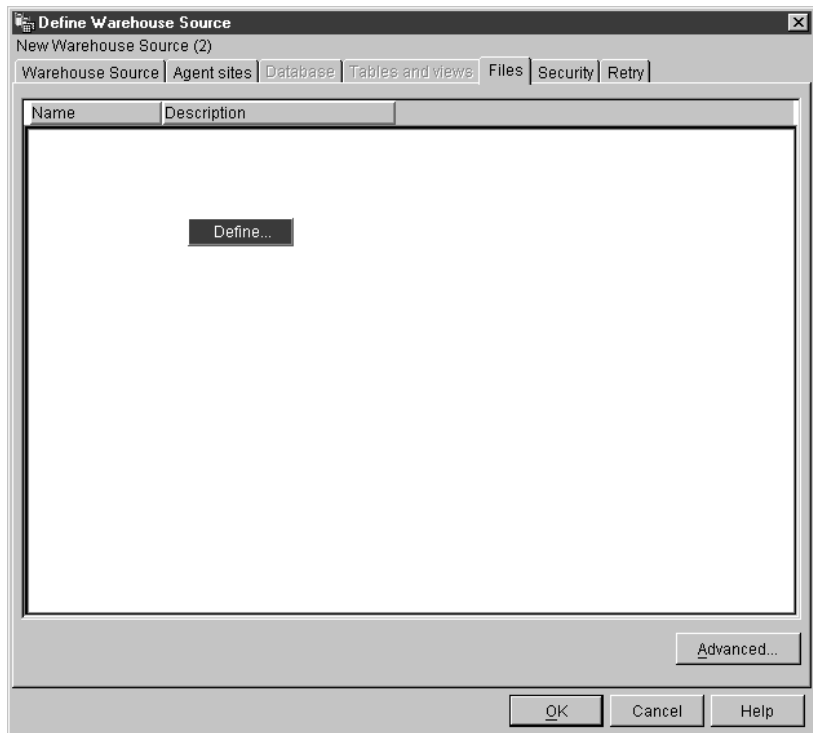 Define Warehouse Source
New Warehouse Source (2)
Warehouse Source Agent sites Database Tables and views Files Security Retry
Name Description
Define...
Advanced...
OK Cancel Help